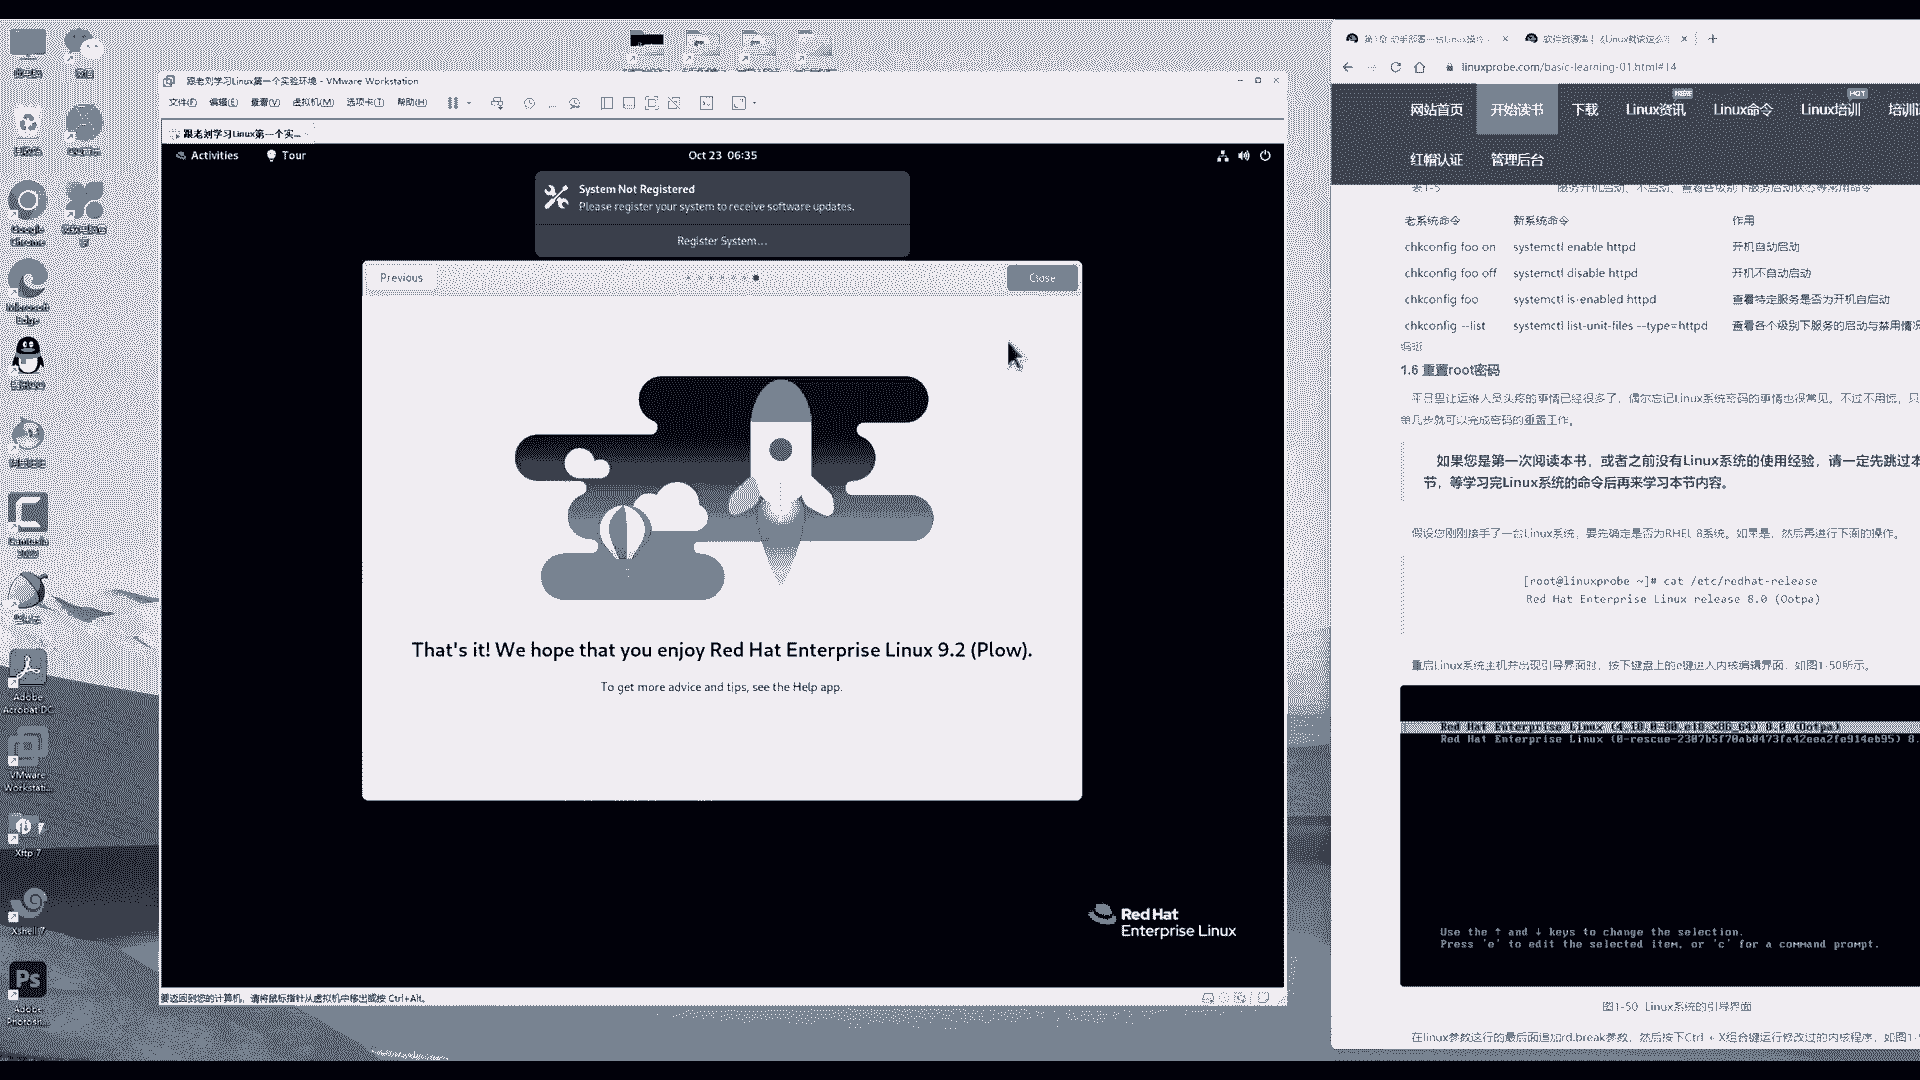 跟老刘学习Linux第一个实验环境 - VMware Workstation
文件(F) 编辑(E) 查看(V) 虚拟机(M) 选项卡(T) 帮助(H)
跟老刘学习Linux第一个实...
Activities Tour
Oct 23 06:35
System Not Registered
Please register your system to receive software updates.
Register System...
Previous
Close
That's it! We hope that you enjoy Red Hat Enterprise Linux 9.2 (Plow).
To get more advice and tips, see the Help app.
Red Hat
Enterprise Linux
要返回到您的计算机，请将鼠标指针从虚拟机中移出或按 Ctrl+Alt。
Google
Chrome
Microsoft
Edge
Adobe
Acrobat DC
VMware
Workstati...
Xftp 7
Xshell 7
Adobe
Photosh...
linuxprobe.com/basic-learning-01.html#14
网站首页 开始读书 下载 Linux资讯 Linux命令 Linux培训
HOT
红帽认证 管理后台
老系统命令 新系统命令 作用
chkconfig foo on systemctl enable httpd 开机自动启动
chkconfig foo off systemctl disable httpd 开机不自动启动
chkconfig foo systemctl is-enabled httpd 查看特定服务是否为开机自启动
chkconfig --list systemctl list-unit-files --type=httpd 查看各个级别下服务的启动与禁用情况
1.6 重置root密码
平日里让运维人员头疼的事情已经很多了，偶尔忘记Linux系统密码的事情也很常见。不过不用慌，只
需几步就可以完成密码的重置工作。
如果您是第一次阅读本书，或者之前没有Linux系统的使用经验，请一定先跳过本
节，等学习完Linux系统的命令后再来学习本节内容。
假设您刚刚接手了一台Linux系统，要先确定是否为RHEL 8系统。如果是，然后再进行下面的操作。
[root@linuxprobe ~]# cat /etc/redhat-release
Red Hat Enterprise Linux release 8.0 (Ootpa)
重启Linux系统主机并出现引导界面时，按下键盘上的e键进入内核编辑界面，如图1-50所示。
Red Hat Enterprise Linux (4.18.0-80.el8.x86_64) 8.0 (Ootpa)
Red Hat Enterprise Linux (0-rescue-2307b5f70ab0473fa42eea2fe914eb95) 8.
Use the ↑ and ↓ keys to change the selection.
Press 'e' to edit the selected item, or 'c' for a command prompt.
图1-50 Linux系统的引导界面
在linux参数这行的最后面追加rd.break参数，然后按下Ctrl + X组合键运行修改过的内核程序，如图1-